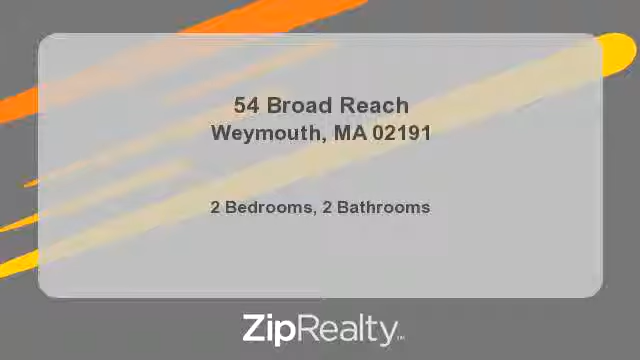 54 Broad Reach
Weymouth, MA 02191
2 Bedrooms, 2 Bathrooms
ZipRealty